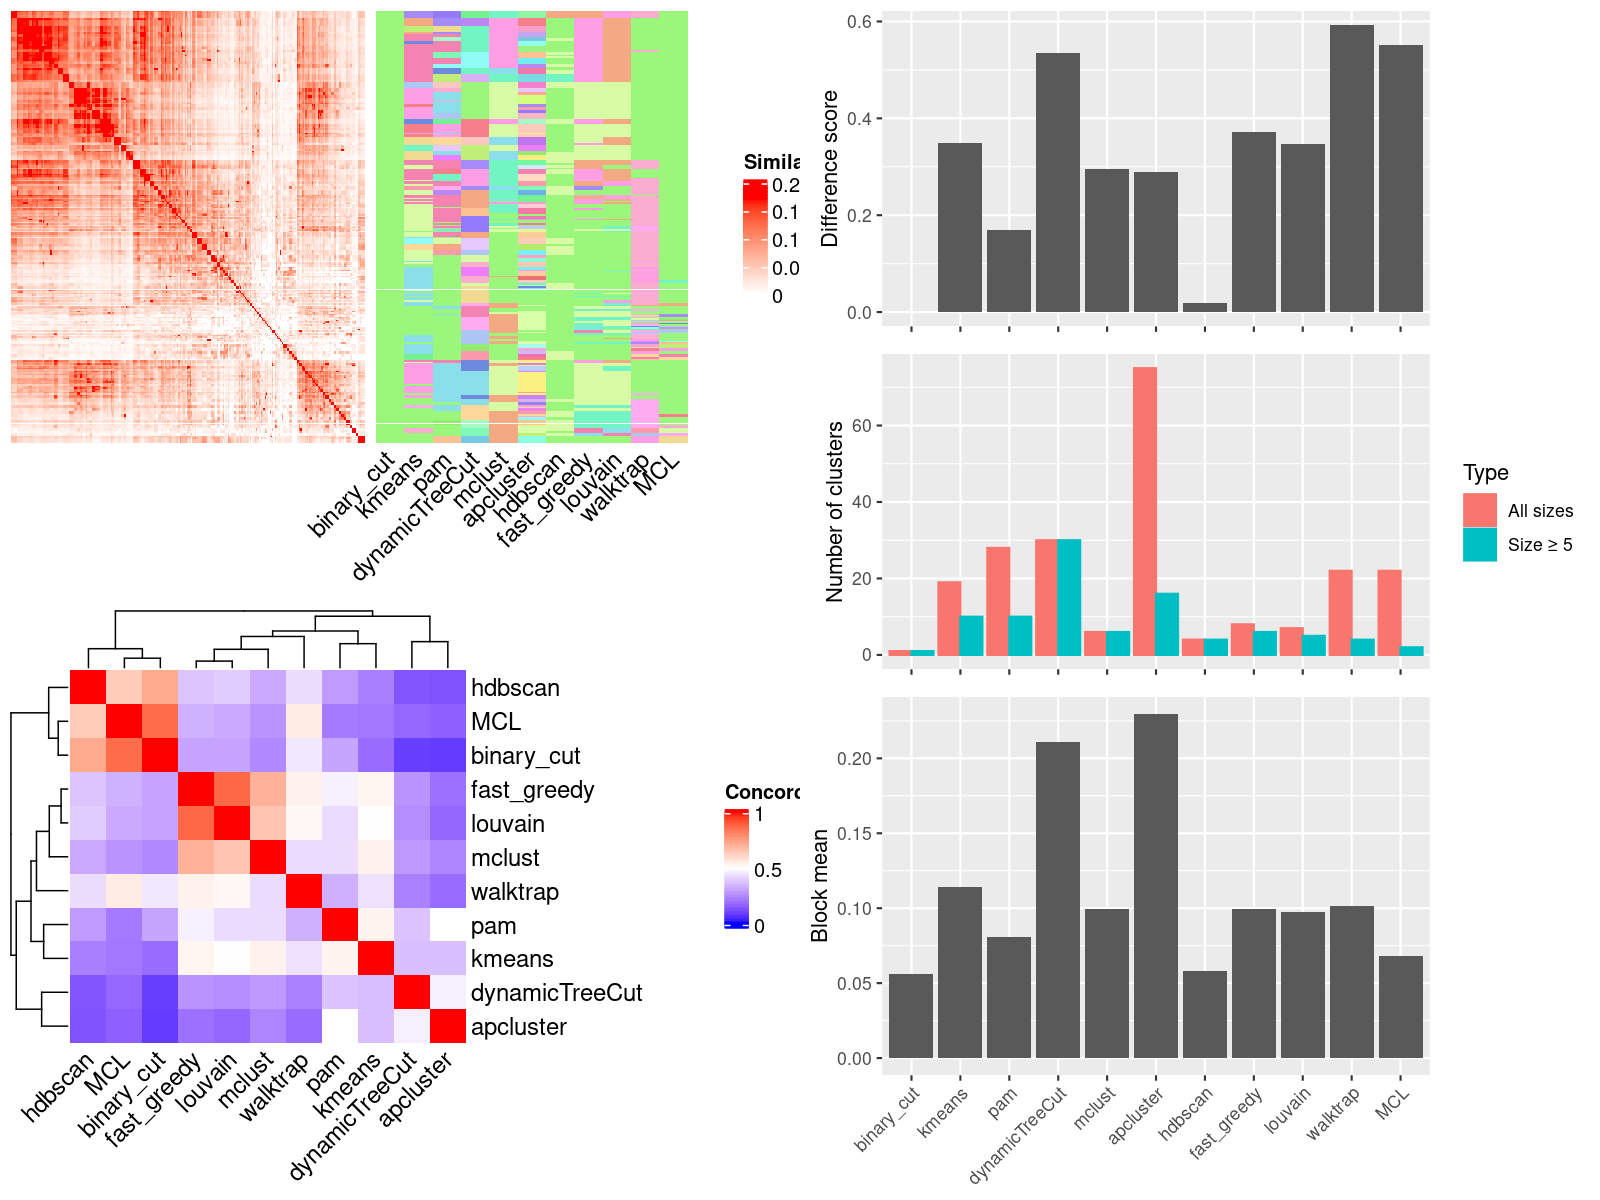 Simila
0.2
0.1
0.1
0.0
0
binary_cut
kmeans
pam
dynamicTreeCut
mclust
apcluster
hdbscan
fast_greedy
louvain
walktrap
MCL
hdbscan
MCL
binary_cut
fast_greedy
louvain
mclust
walktrap
pam
kmeans
dynamicTreeCut
apcluster
hdbscan
MCL
binary_cut
fast_greedy
louvain
mclust
walktrap
pam
kmeans
dynamicTreeCut
apcluster
Concord
1
0.5
0
Difference score
0.6
0.4
0.2
0.0
Number of clusters
60
40
20
0
Type
All sizes
Size ≥ 5
Block mean
0.20
0.15
0.10
0.05
0.00
binary_cut
kmeans
pam
dynamicTreeCut
mclust
apcluster
hdbscan
fast_greedy
louvain
walktrap
MCL